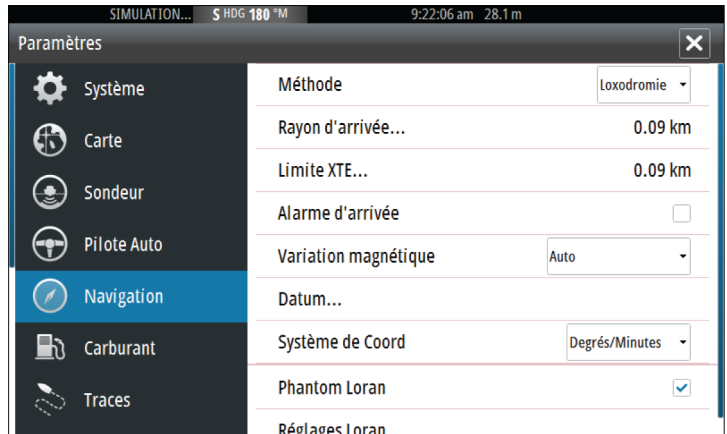 SIMULATION... S HDG 180 °M 9:22:06 am 28.1 m
Paramètres
Système
Carte
Sondeur
Pilote Auto
Navigation
Carburant
Traces
Méthode Loxodromie
Rayon d'arrivée... 0.09 km
Limite XTE... 0.09 km
Alarme d'arrivée
Variation magnétique Auto
Datum...
Système de Coord Degrés/Minutes
Phantom Loran
Réglages Loran